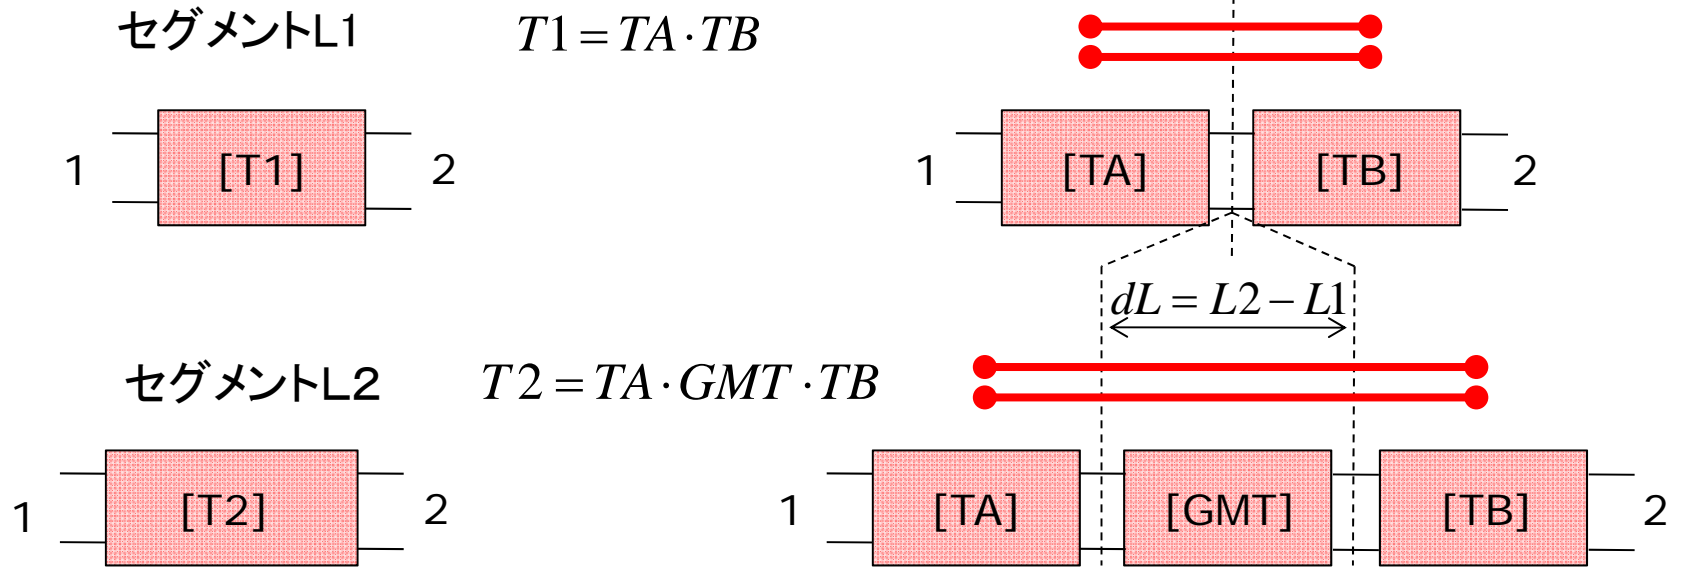 セグメントL1
T1 = TA · TB
1 [T1] 2
1 [TA] [TB] 2
dL = L2 − L1
セグメントL2
T2 = TA · GMT · TB
1 [T2] 2
1 [TA] [GMT] [TB] 2